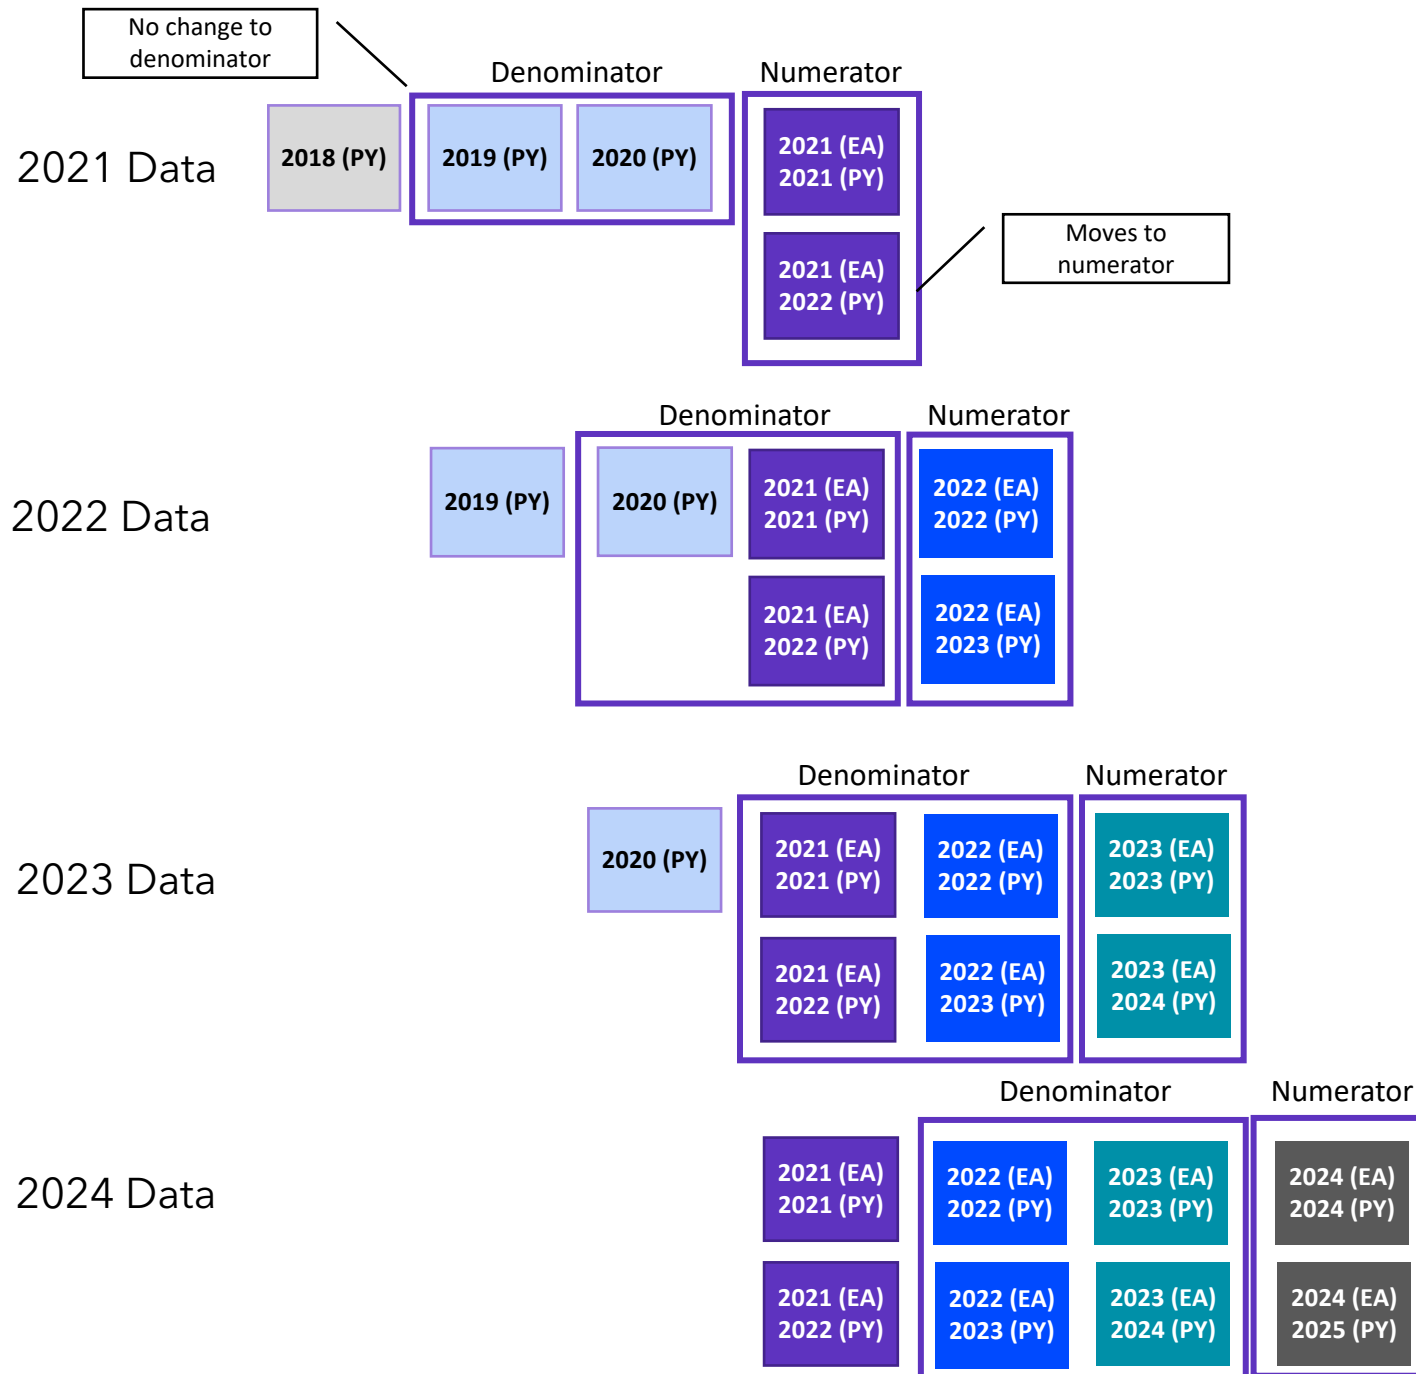 No change to
denominator
Denominator
Numerator
2021 Data
2018 (PY)
2019 (PY)
2020 (PY)
2021 (EA)
2021 (PY)
2021 (EA)
2022 (PY)
Moves to
numerator
Denominator
Numerator
2022 Data
2019 (PY)
2020 (PY)
2021 (EA)
2021 (PY)
2022 (EA)
2022 (PY)
2021 (EA)
2022 (PY)
2022 (EA)
2023 (PY)
Denominator
Numerator
2023 Data
2020 (PY)
2021 (EA)
2021 (PY)
2022 (EA)
2022 (PY)
2023 (EA)
2023 (PY)
2021 (EA)
2022 (PY)
2022 (EA)
2023 (PY)
2023 (EA)
2024 (PY)
Denominator
Numerator
2024 Data
2021 (EA)
2021 (PY)
2022 (EA)
2022 (PY)
2023 (EA)
2023 (PY)
2024 (EA)
2024 (PY)
2021 (EA)
2022 (PY)
2022 (EA)
2023 (PY)
2023 (EA)
2024 (PY)
2024 (EA)
2025 (PY)